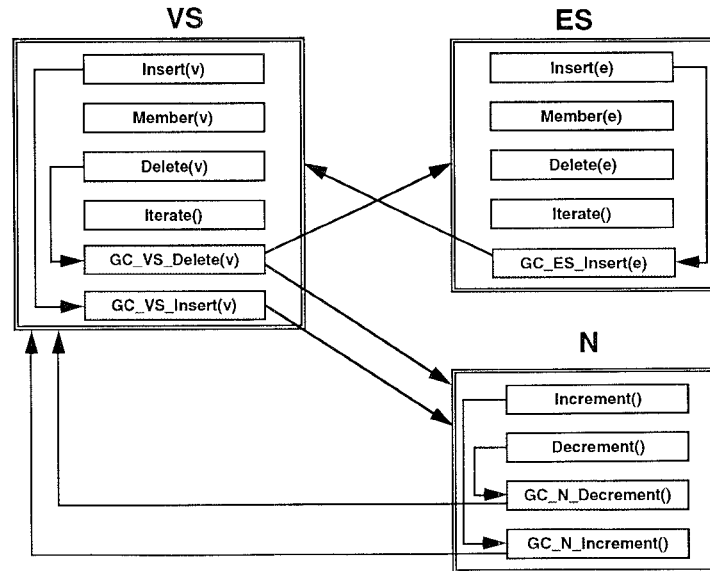 VS
Insert(v)
Member(v)
Delete(v)
Iterate()
GC_VS_Delete(v)
GC_VS_Insert(v)
ES
Insert(e)
Member(e)
Delete(e)
Iterate()
GC_ES_Insert(e)
N
Increment()
Decrement()
GC_N_Decrement()
GC_N_Increment()